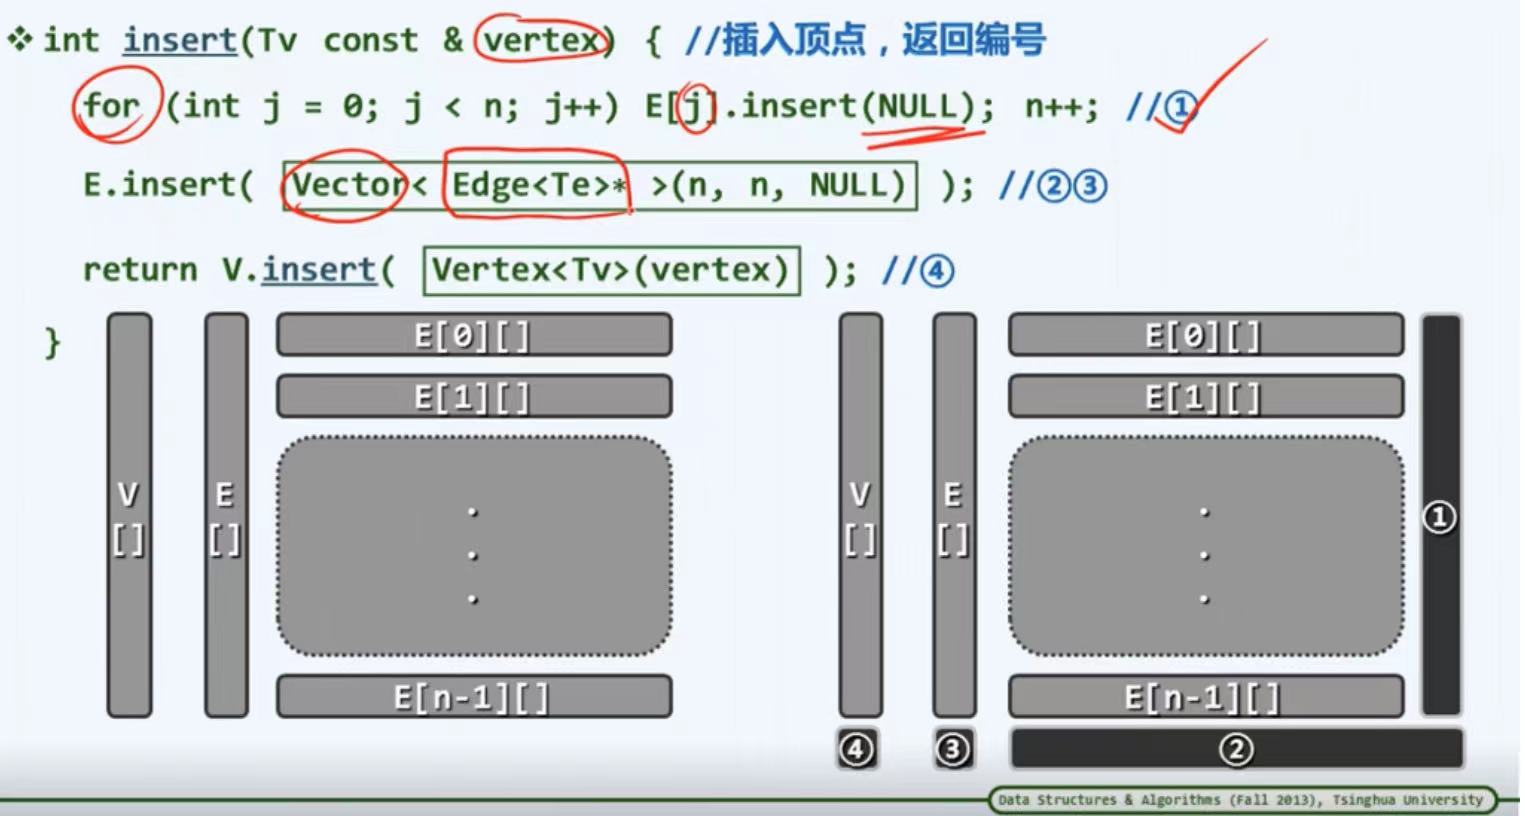 ❖ int insert(Tv const & vertex) { //插入顶点，返回编号
for (int j = 0; j < n; j++) E[j].insert(NULL); n++; //①
E.insert( Vector< Edge<Te>* >(n, n, NULL) ); //②③
return V.insert( Vertex<Tv>(vertex) ); //④
}
V
[]
E
[]
E[0][]
E[1][]
.
.
.
E[n-1][]
V
[]
E
[]
E[0][]
E[1][]
.
.
.
E[n-1][]
①
④
③
②
Data Structures & Algorithms (Fall 2013), Tsinghua University